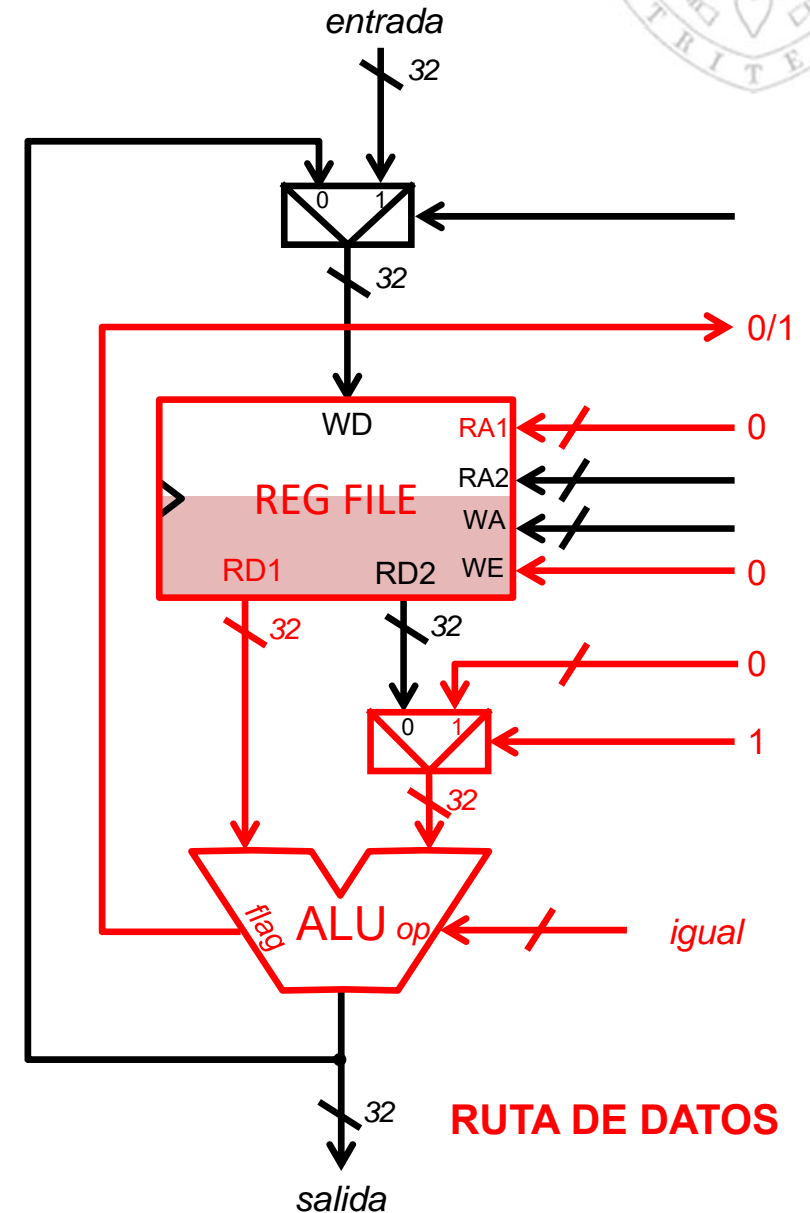 entrada
32
0 1
32
0/1
WD
RA1
0
RA2
REG FILE
WA
RD1
RD2
WE
0
32
32
0
0 1
1
32
flag
ALU
op
igual
32
RUTA DE DATOS
salida
T R I T E